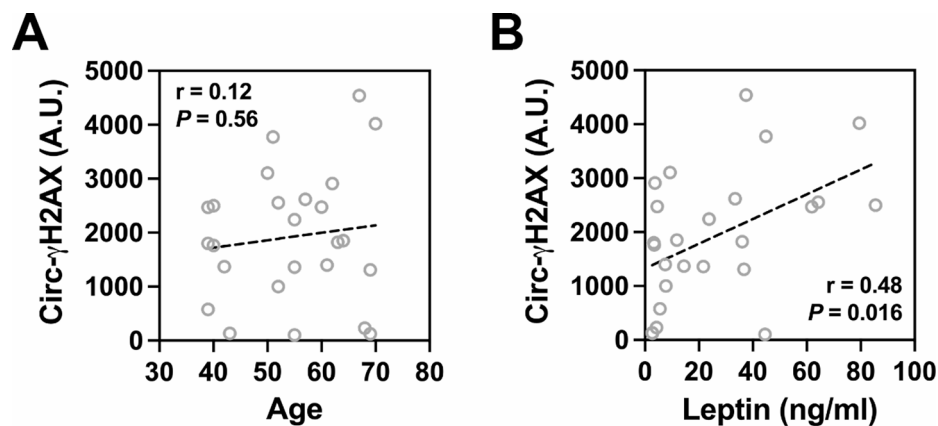 A
Circ-γH2AX (A.U.)
5000
4000
3000
2000
1000
0
r = 0.12
P = 0.56
30 40 50 60 70 80
Age
B
Circ-γH2AX (A.U.)
5000
4000
3000
2000
1000
0
r = 0.48
P = 0.016
0 20 40 60 80 100
Leptin (ng/ml)